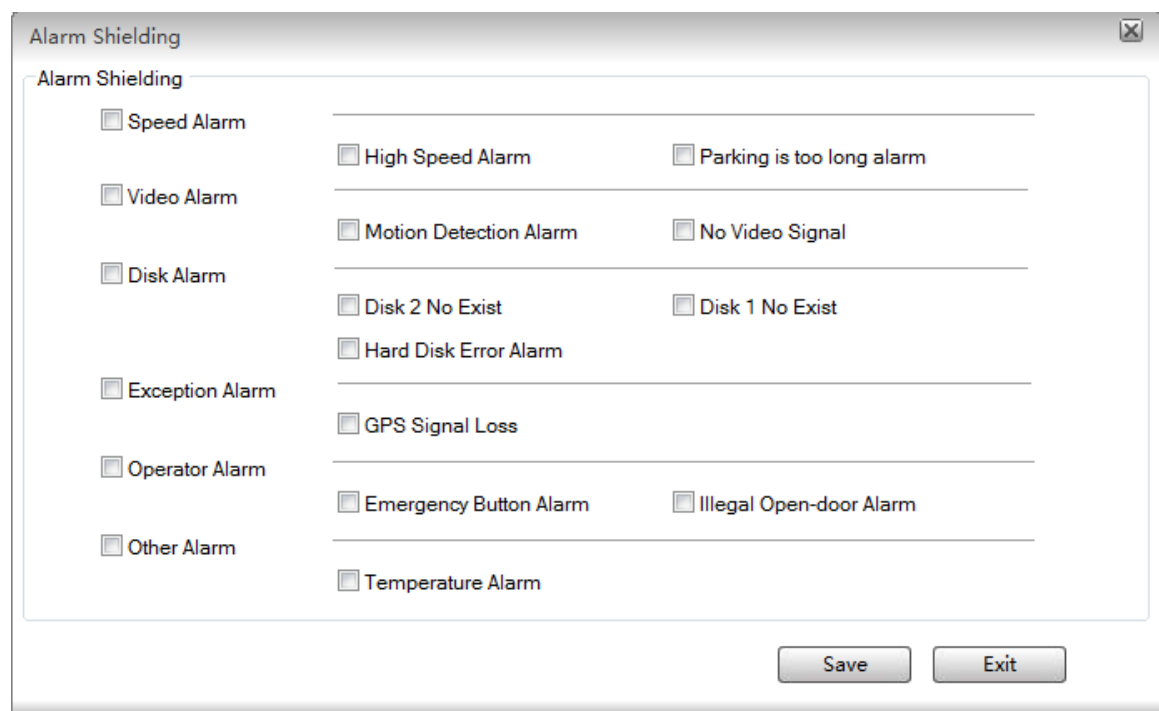 Alarm Shielding
Alarm Shielding
Speed Alarm
High Speed Alarm Parking is too long alarm
Video Alarm
Motion Detection Alarm No Video Signal
Disk Alarm
Disk 2 No Exist Disk 1 No Exist
Hard Disk Error Alarm
Exception Alarm
GPS Signal Loss
Operator Alarm
Emergency Button Alarm Illegal Open-door Alarm
Other Alarm
Temperature Alarm
Save Exit